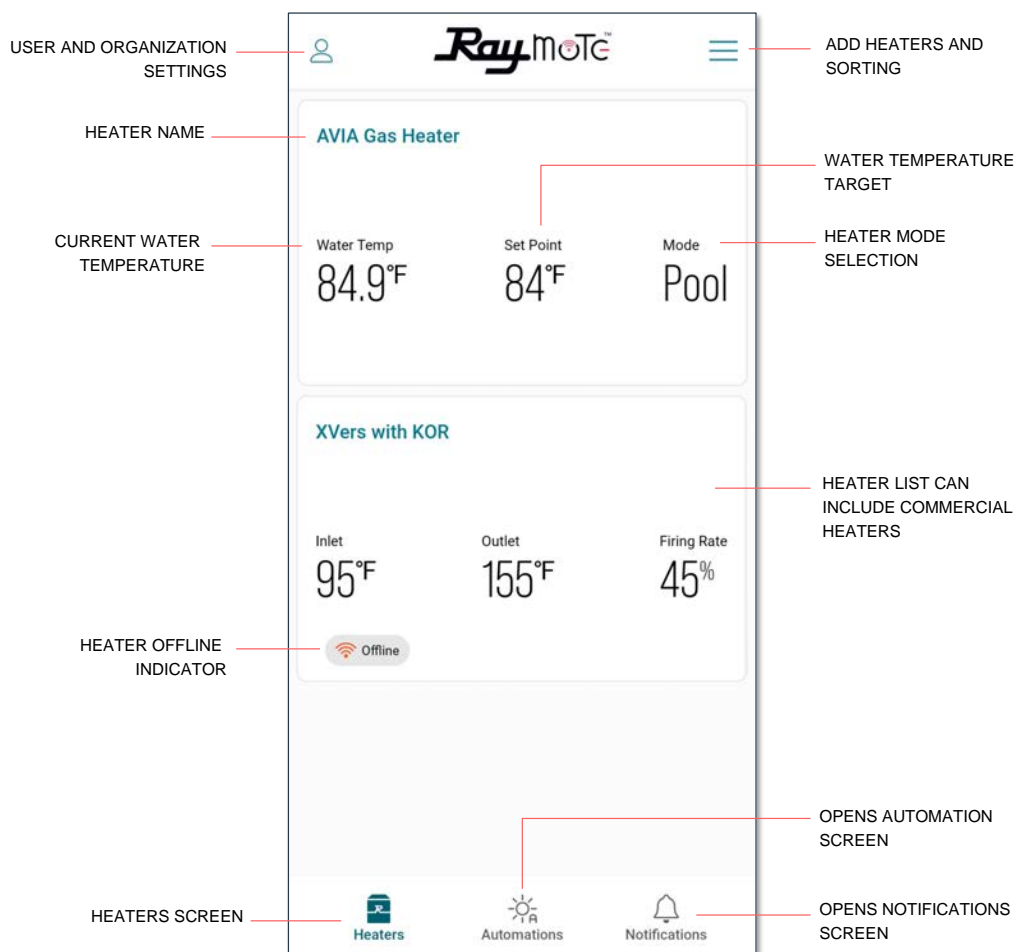 USER AND ORGANIZATION
SETTINGS
Raymote™
ADD HEATERS AND
SORTING
HEATER NAME
AVIA Gas Heater
WATER TEMPERATURE
TARGET
CURRENT WATER
TEMPERATURE
Water Temp
84.9°F
Set Point
84°F
Mode
Pool
HEATER MODE
SELECTION
XVers with KOR
HEATER LIST CAN
INCLUDE COMMERCIAL
HEATERS
Inlet
95°F
Outlet
155°F
Firing Rate
45%
HEATER OFFLINE
INDICATOR
Offline
OPENS AUTOMATION
SCREEN
HEATERS SCREEN
Heaters
Automations
Notifications
OPENS NOTIFICATIONS
SCREEN